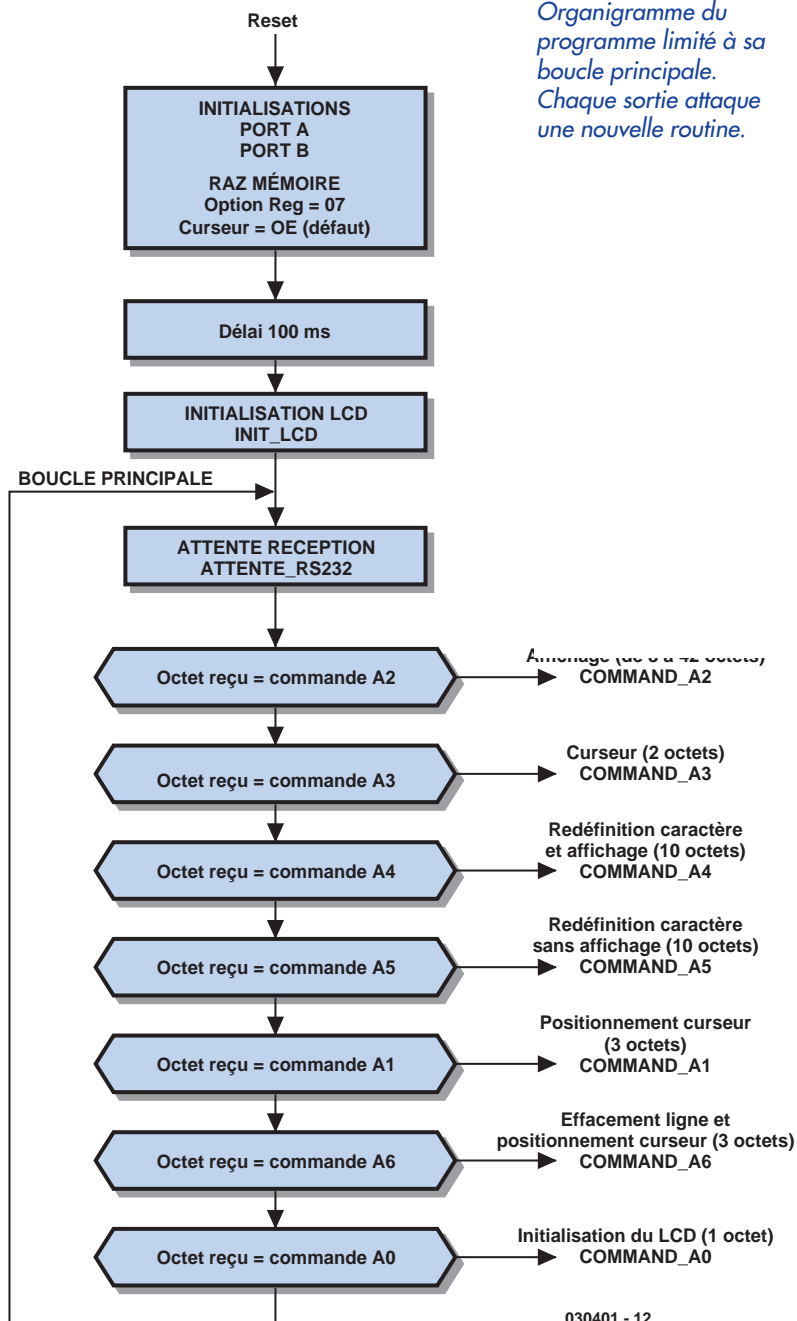 Reset
Organigramme du
programme limité à sa
boucle principale.
Chaque sortie attaque
une nouvelle routine.
INITIALISATIONS
PORT A
PORT B
RAZ MÉMOIRE
Option Reg = 07
Curseur = OE (défaut)
Délai 100 ms
INITIALISATION LCD
INIT_LCD
BOUCLE PRINCIPALE
ATTENTE RECEPTION
ATTENTE_RS232
Octet reçu = commande A2
octets)
COMMAND_A2
Octet reçu = commande A3
Curseur (2 octets)
COMMAND_A3
Octet reçu = commande A4
Redéfinition caractère
et affichage (10 octets)
COMMAND_A4
Octet reçu = commande A5
Redéfinition caractère
sans affichage (10 octets)
COMMAND_A5
Octet reçu = commande A1
Positionnement curseur
(3 octets)
COMMAND_A1
Octet reçu = commande A6
Effacement ligne et
positionnement curseur (3 octets)
COMMAND_A6
Octet reçu = commande A0
Initialisation du LCD (1 octet)
COMMAND_A0
030401 - 12